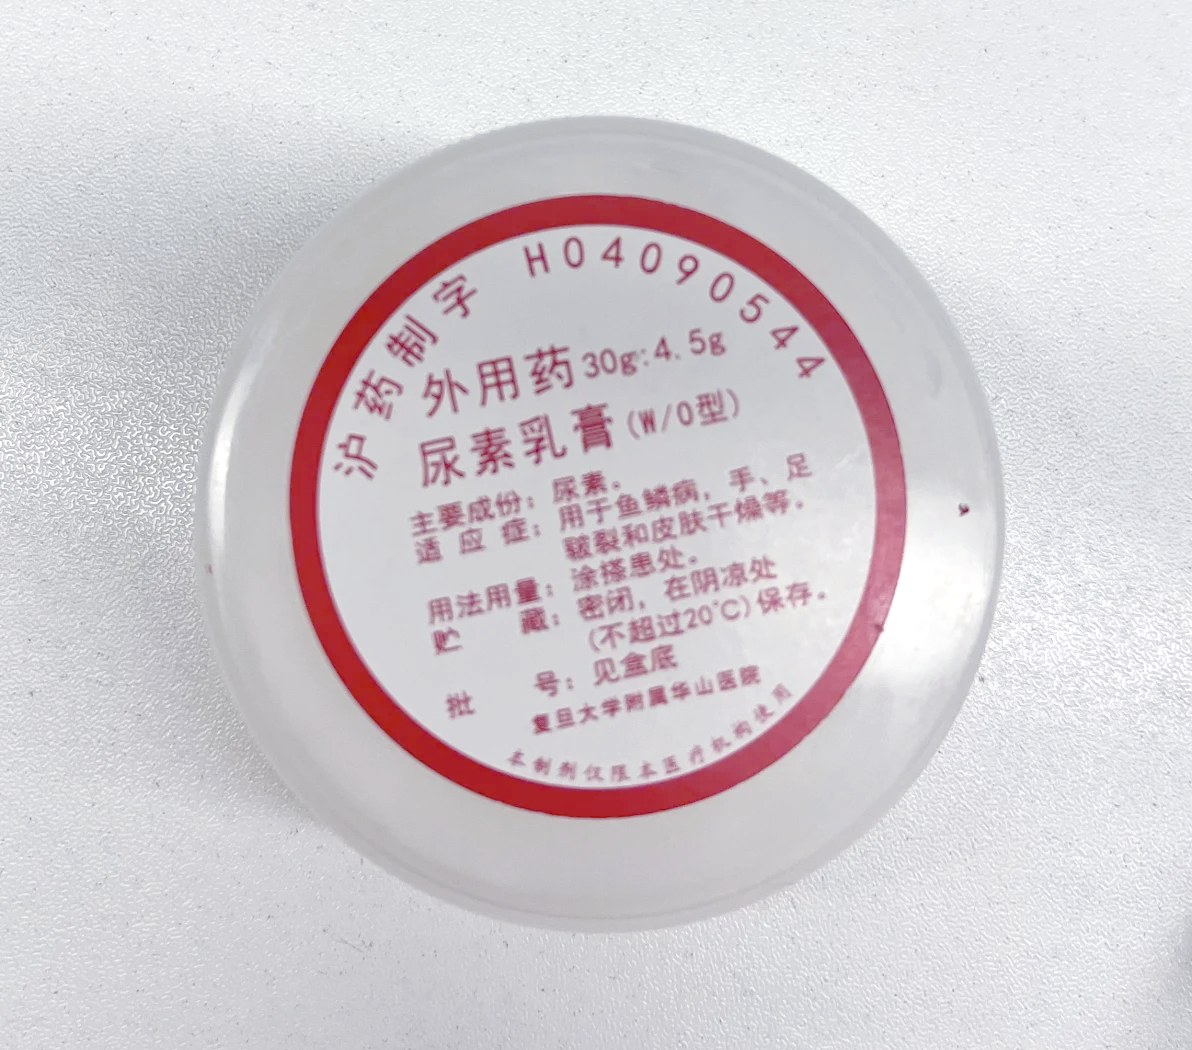 沪药制字 H04090544
外用药30g:4.5g
尿素乳膏(W/O型)
主要成份：尿素.
适应症：用于鱼鳞病，手、足
皲裂和皮肤干燥等.
用法用量：涂搽患处.
贮藏：密闭，在阴凉处
(不超过20℃)保存.
批号：见盒底
复旦大学附属华山医院
本制剂仅限本医疗机构使用